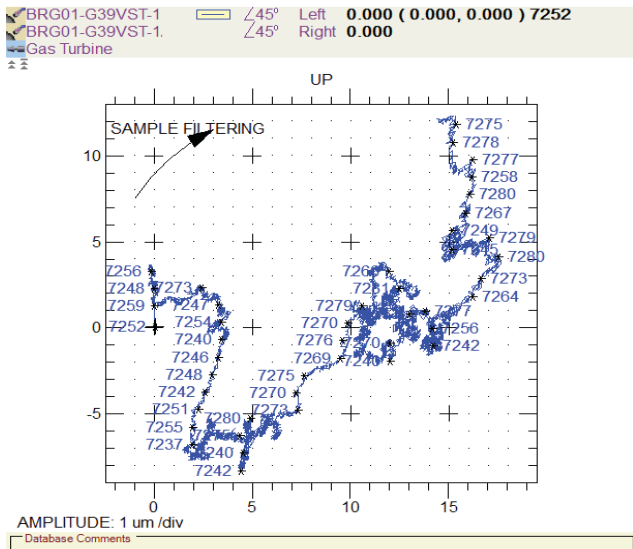 BRG01-G39VST-1 ∠45° Left 0.000 ( 0.000, 0.000 ) 7252
BRG01-G39VST-1. ∠45° Right 0.000
Gas Turbine
UP
SAMPLE FILTERING
7275
10 7278
7277
7258
7280
7267
7249
5 7279
7280
7256
7248 7273 7273
7259 7247 7279 7264
0 7252 7254 7270 7256
7240 7276 7242
7246 7269
7248 7275
7242 7270
-5 7251 7280 7273
7255
7237 7240
7242
0 5 10 15
AMPLITUDE: 1 um /div
Database Comments